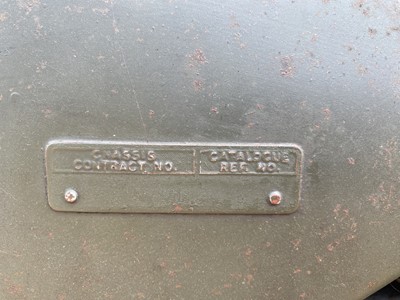 CHASSIS CATALOGUE
CONTRACT NO. REF. NO.